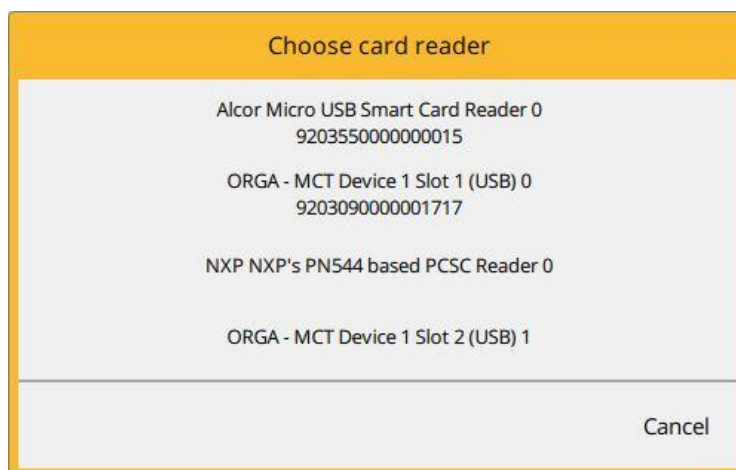 Choose card reader
Alcor Micro USB Smart Card Reader 0
9203550000000015
ORGA - MCT Device 1 Slot 1 (USB) 0
9203090000001717
NXP NXP's PN544 based PCSC Reader 0
ORGA - MCT Device 1 Slot 2 (USB) 1
Cancel